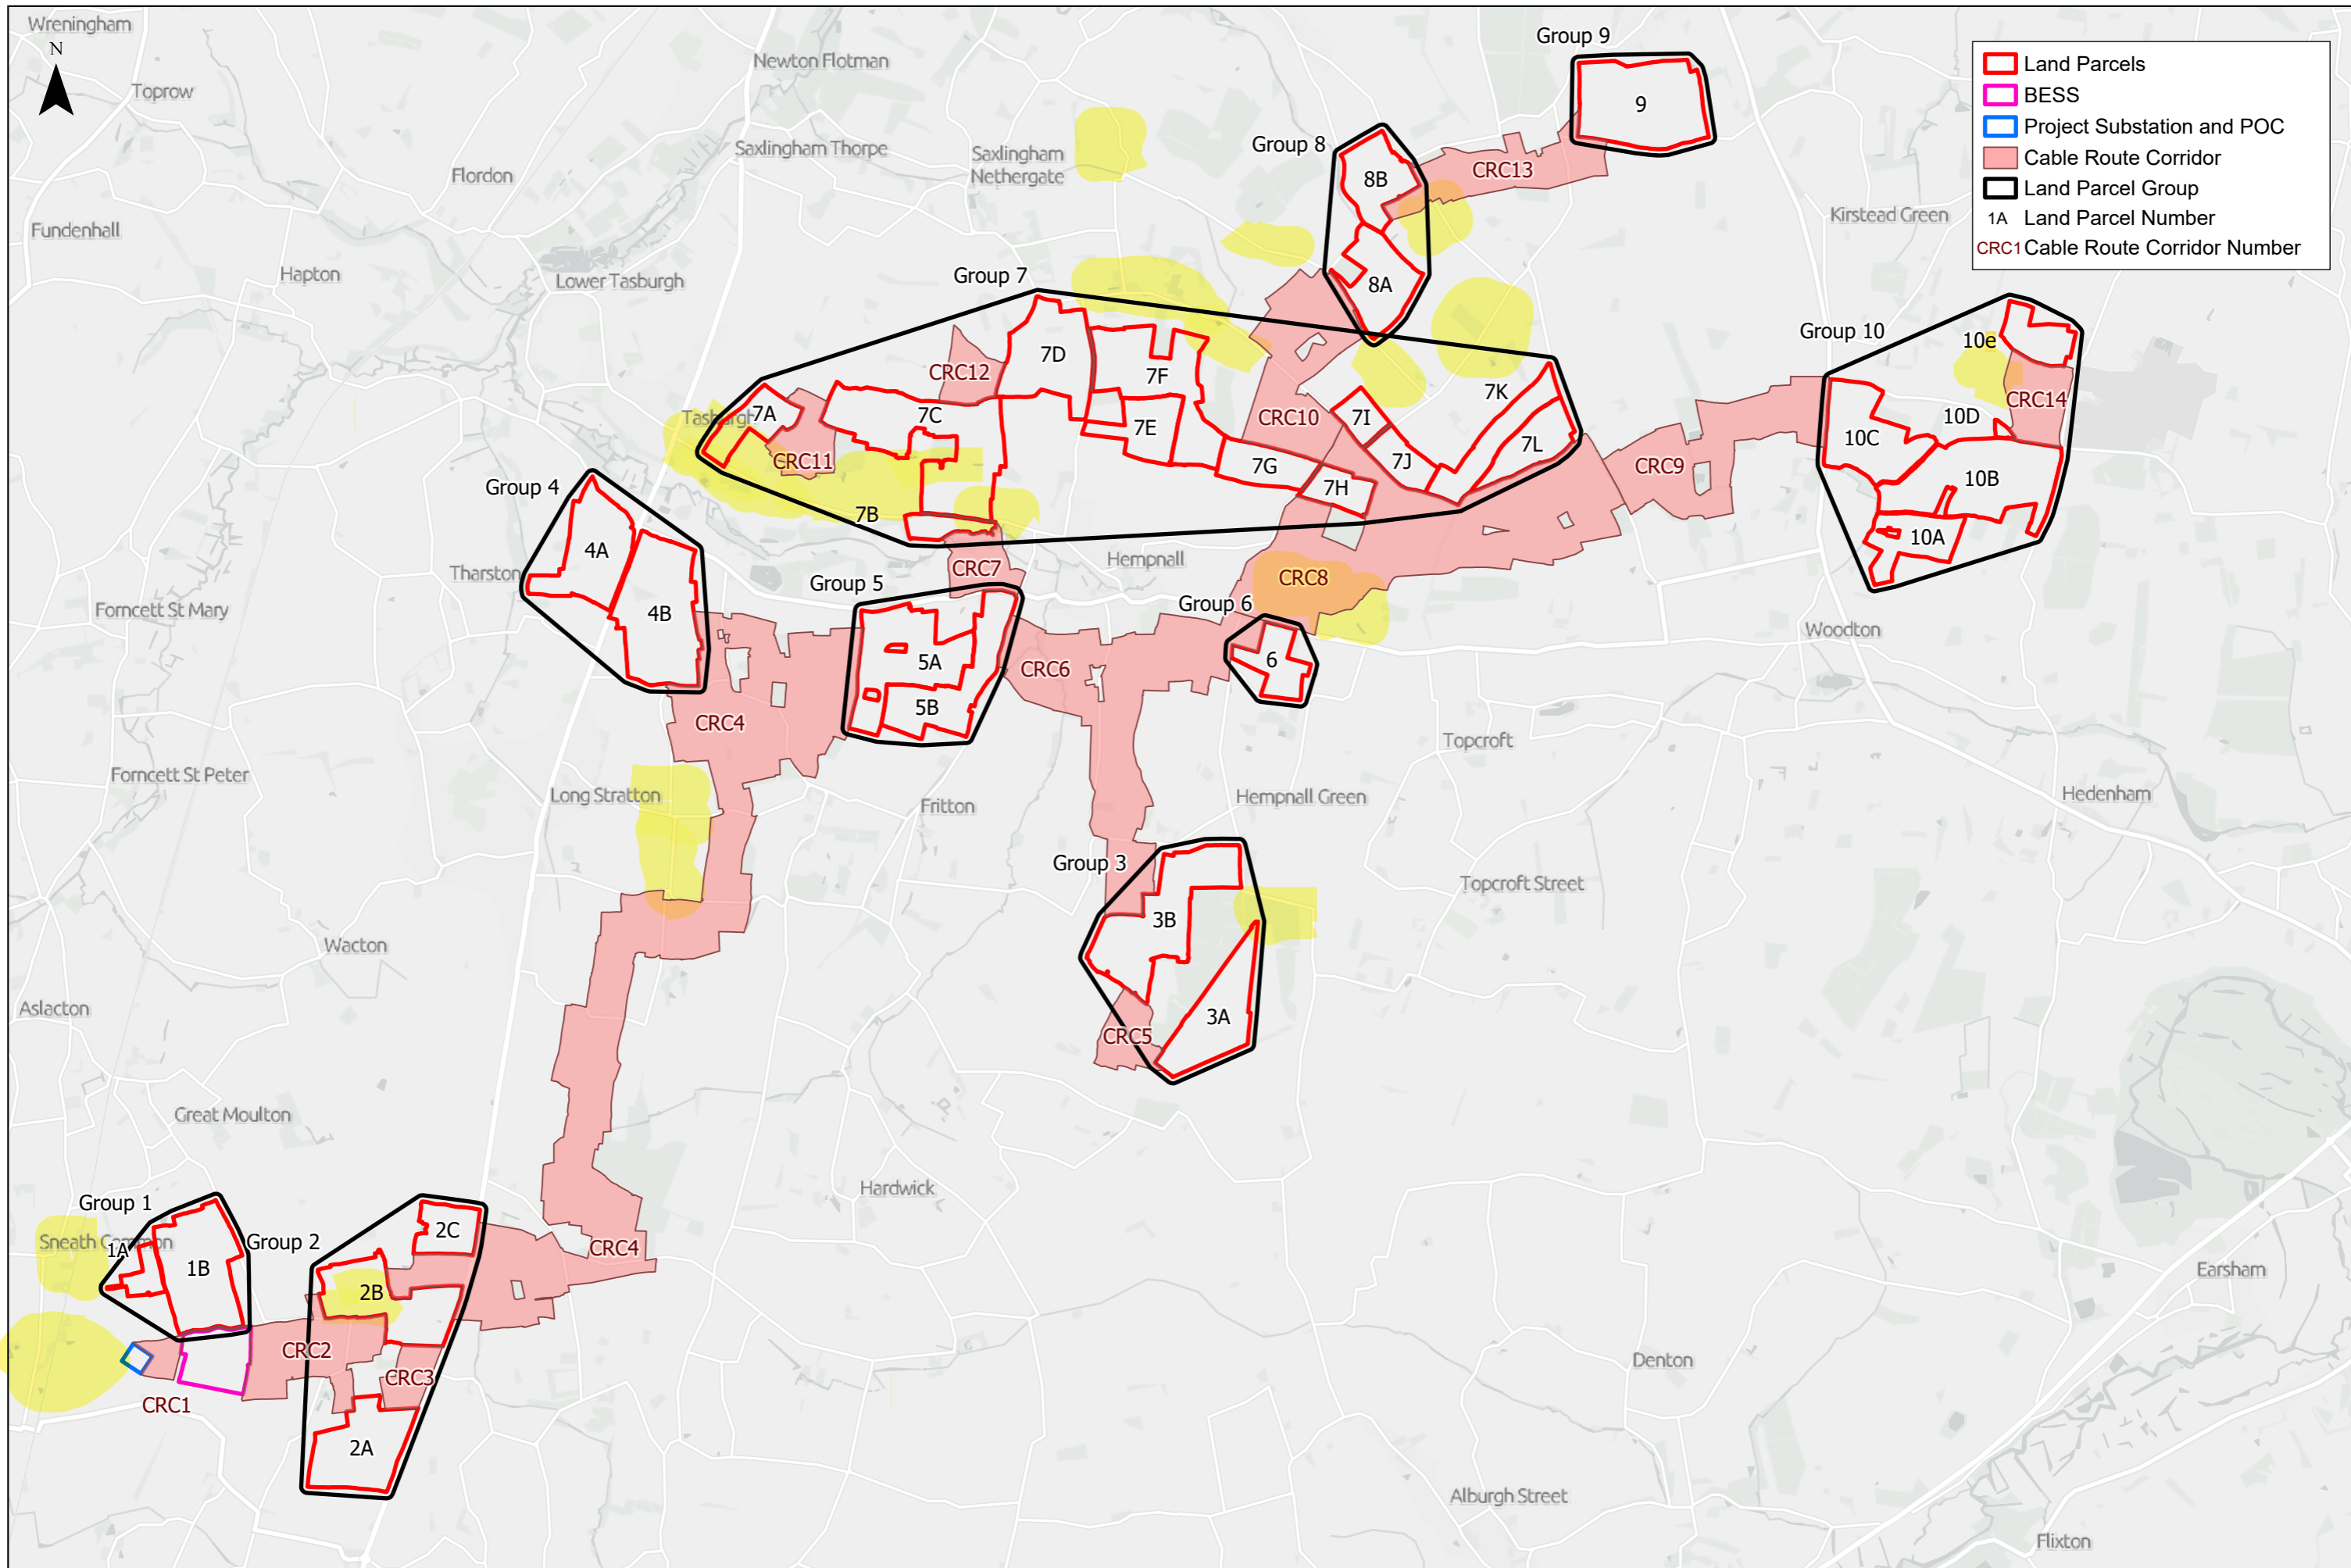 Wreningham
N
Toprow
Newton Flotman
Group 9
Land Parcels
BESS
Project Substation and POC
Cable Route Corridor
Land Parcel Group
1A Land Parcel Number
CRC1 Cable Route Corridor Number
9
Saxlingham Thorpe
Saxlingham
Nethergate
Group 8
CRC13
8B
Flordon
Kirstead Green
Fundenhall
Hapton
Lower Tasburgh
Group 7
8A
Group 10
10e
7D
CRC12
7F
7K
CRC14
7A
7C
Tasburgh
CRC10
7I
10D
7E
10C
7L
CRC11
7G
7J
CRC9
10B
Group 4
7H
7B
10A
4A
Hempnall
CRC7
Tharston
Group 5
CRC8
Forncett St Mary
4B
Group 6
Woodton
5A
6
CRC6
5B
CRC4
Topcroft
Forncett St Peter
Long Stratton
Fritton
Hempnall Green
Hedenham
Group 3
Topcroft Street
3B
Wacton
Aslacton
3A
CRC5
Great Moulton
Hardwick
Group 1
2C
Sneath Common
1A
Group 2
CRC4
1B
Earsham
2B
CRC2
Denton
CRC3
CRC1
2A
Alburgh Street
Flixton